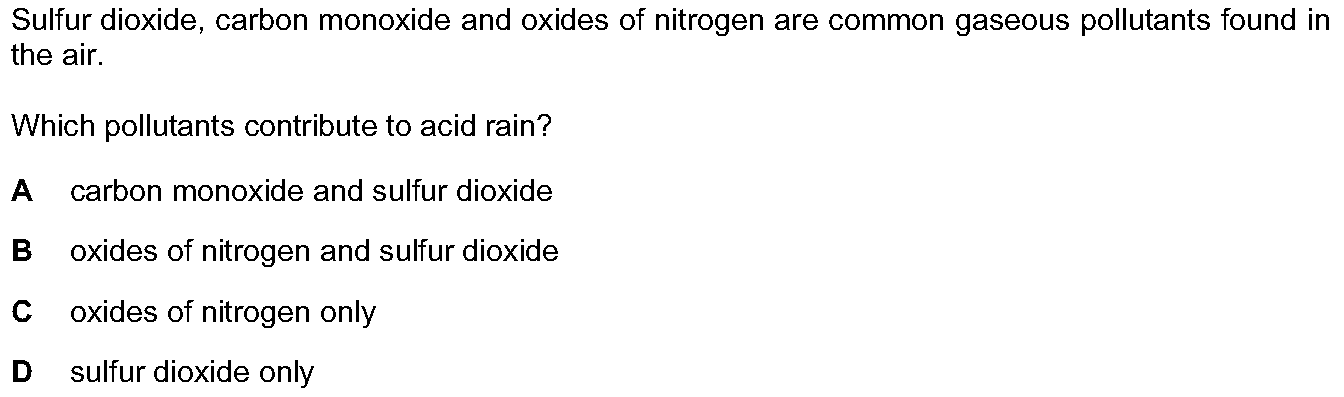 Sulfur dioxide, carbon monoxide and oxides of nitrogen are common gaseous pollutants found in
the air.
Which pollutants contribute to acid rain?
A carbon monoxide and sulfur dioxide
B oxides of nitrogen and sulfur dioxide
C oxides of nitrogen only
D sulfur dioxide only